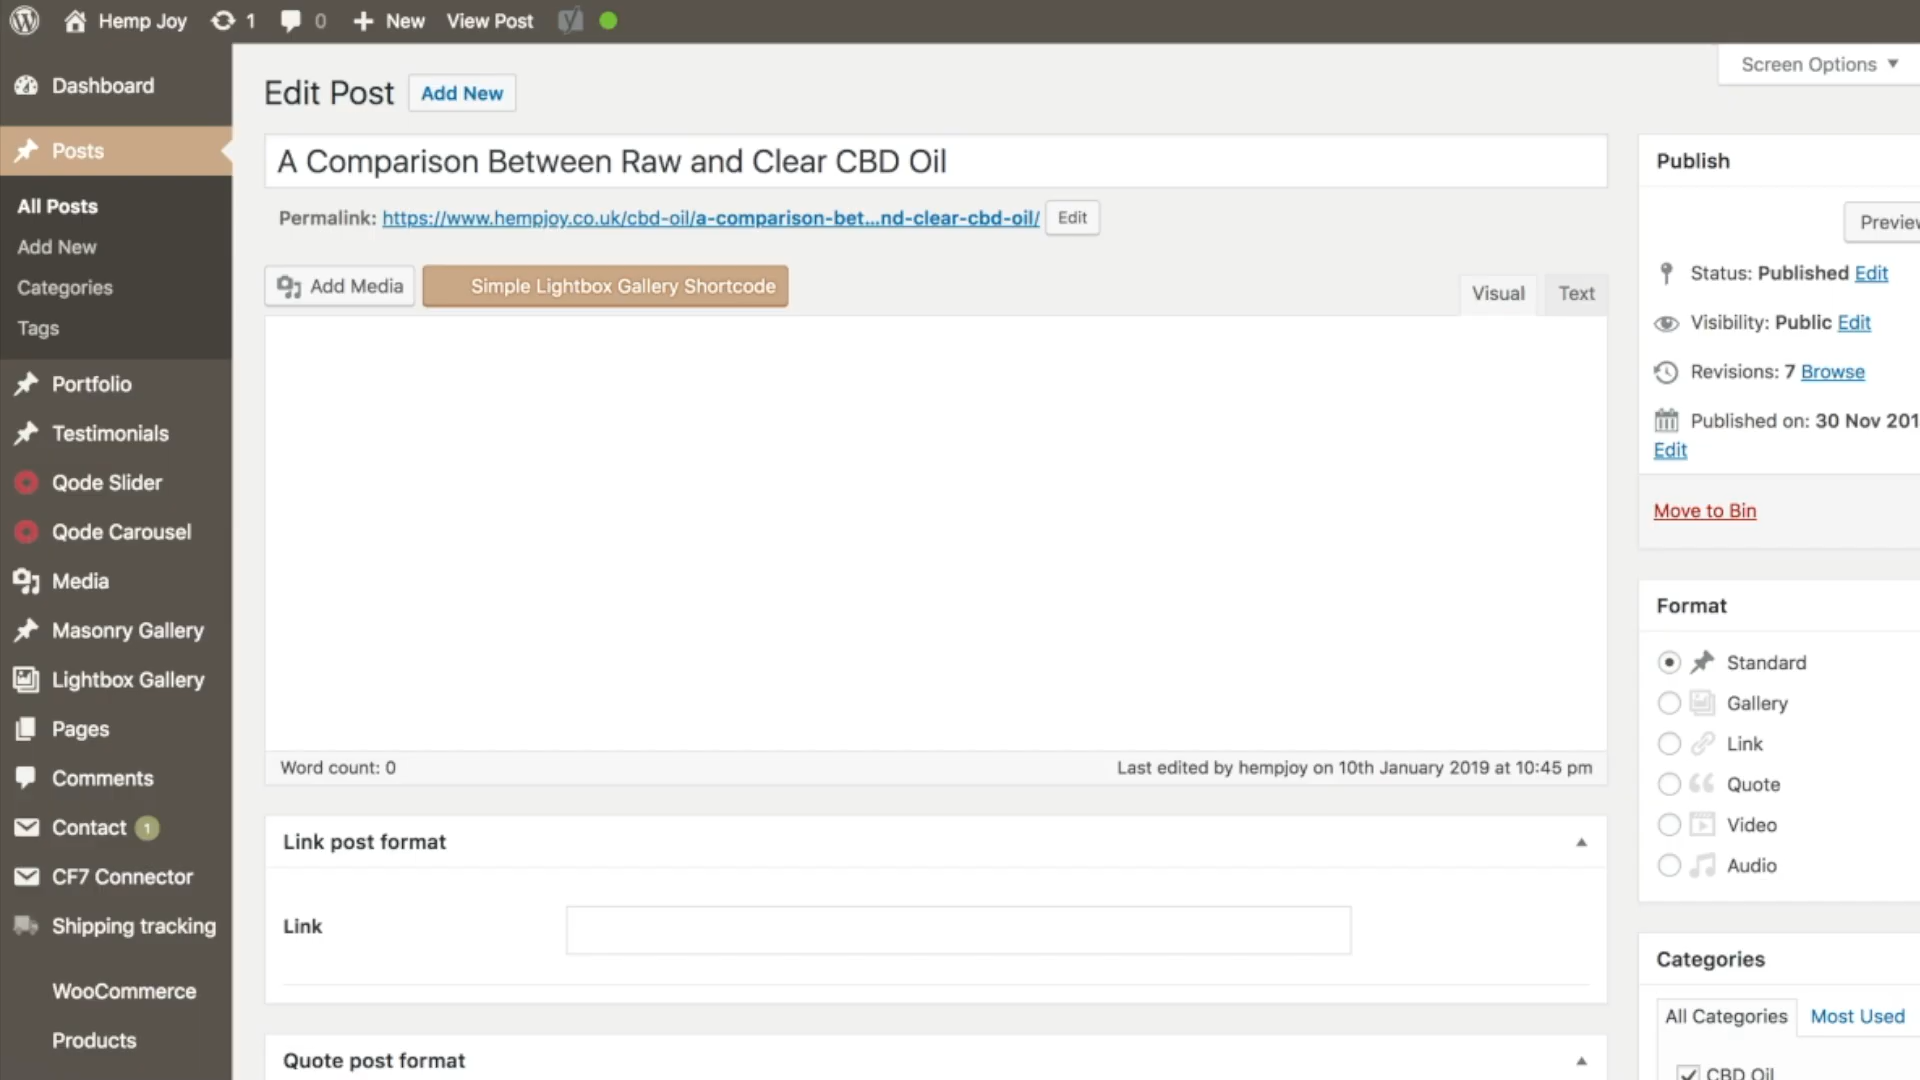 Hemp Joy 1 0 New View Post
Screen Options
Dashboard
Posts
All Posts
Add New
Categories
Tags
Portfolio
Testimonials
Qode Slider
Qode Carousel
Media
Masonry Gallery
Lightbox Gallery
Pages
Comments
Contact 1
CF7 Connector
Shipping tracking
WooCommerce
Products
Edit Post Add New
A Comparison Between Raw and Clear CBD Oil
Permalink: https://www.hempjoy.co.uk/cbd-oil/a-comparison-bet...nd-clear-cbd-oil/ Edit
Add Media Simple Lightbox Gallery Shortcode
Visual Text
Word count: 0 Last edited by hempjoy on 10th January 2019 at 10:45 pm
Link post format
Link
Quote post format
Publish
Preview
Status: Published Edit
Visibility: Public Edit
Revisions: 7 Browse
Published on: 30 Nov 201
Edit
Move to Bin
Format
Standard
Gallery
Link
Quote
Video
Audio
Categories
All Categories Most Used
CBD Oil